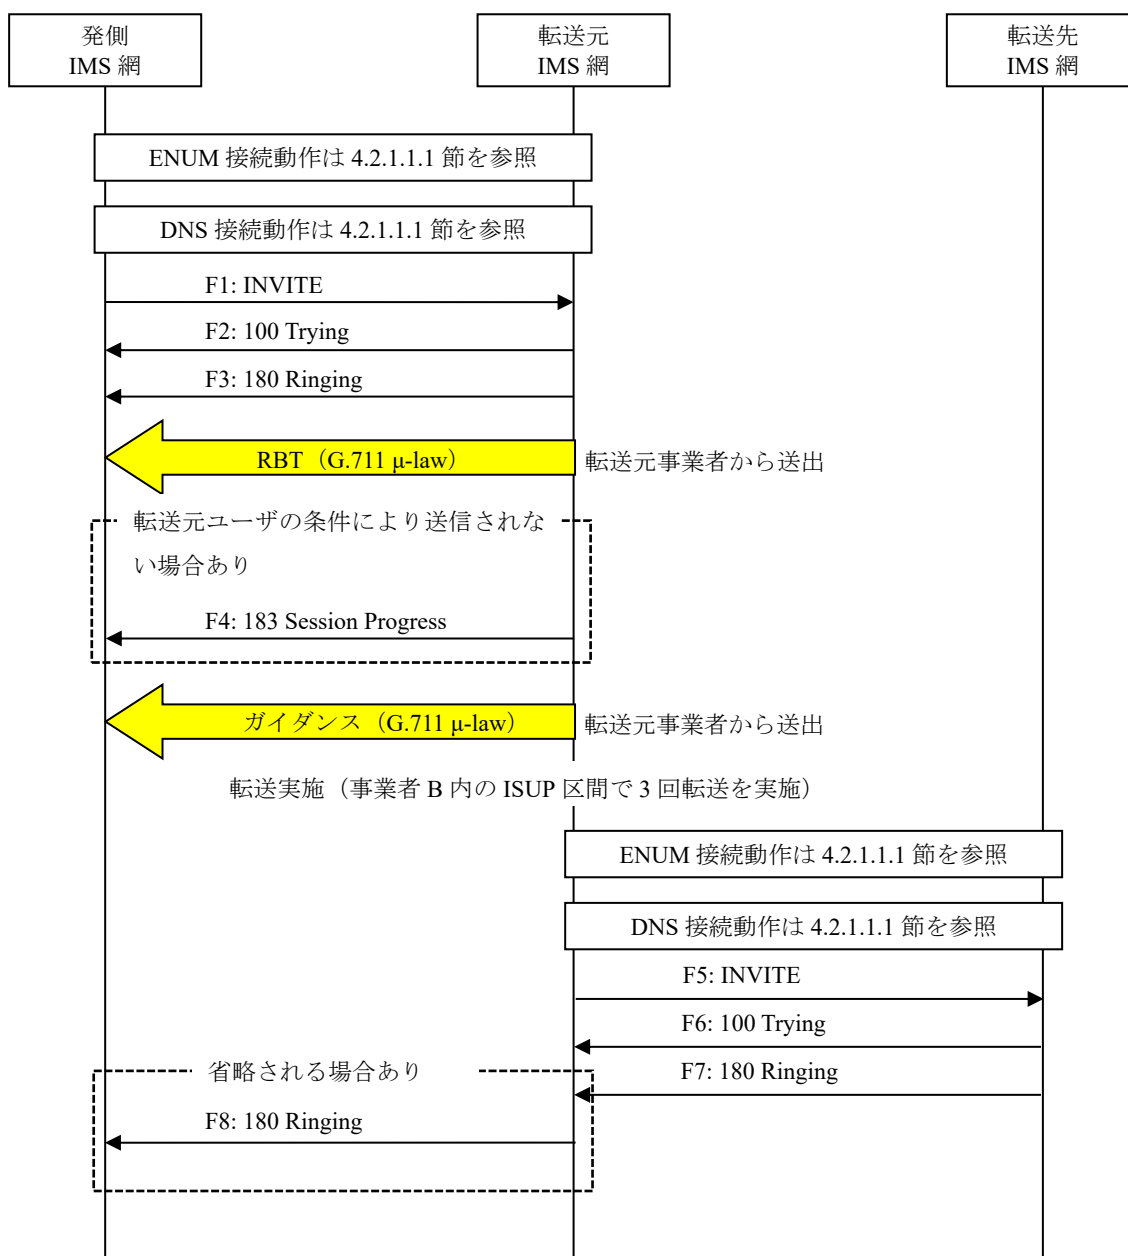 発側
IMS 網
転送元
IMS 網
転送先
IMS 網
ENUM 接続動作は 4.2.1.1.1 節を参照
DNS 接続動作は 4.2.1.1.1 節を参照
F1: INVITE
F2: 100 Trying
F3: 180 Ringing
RBT（G.711 μ-law）
転送元事業者から送出
転送元ユーザの条件により送信されな
い場合あり
F4: 183 Session Progress
ガイダンス（G.711 μ-law）
転送元事業者から送出
転送実施（事業者 B 内の ISUP 区間で 3 回転送を実施）
ENUM 接続動作は 4.2.1.1.1 節を参照
DNS 接続動作は 4.2.1.1.1 節を参照
F5: INVITE
F6: 100 Trying
F7: 180 Ringing
省略される場合あり
F8: 180 Ringing